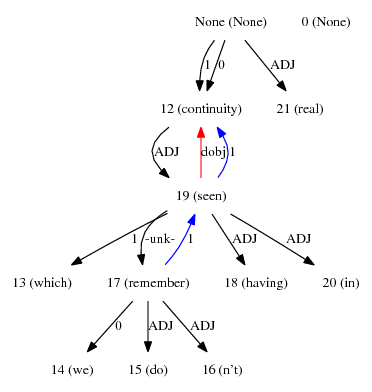 None (None) 0 (None)
1 0 ADJ
12 (continuity) 21 (real)
ADJ dobj 1
19 (seen)
1 -unk- 1 ADJ ADJ
13 (which) 17 (remember) 18 (having) 20 (in)
0 ADJ ADJ
14 (we) 15 (do) 16 (n't)